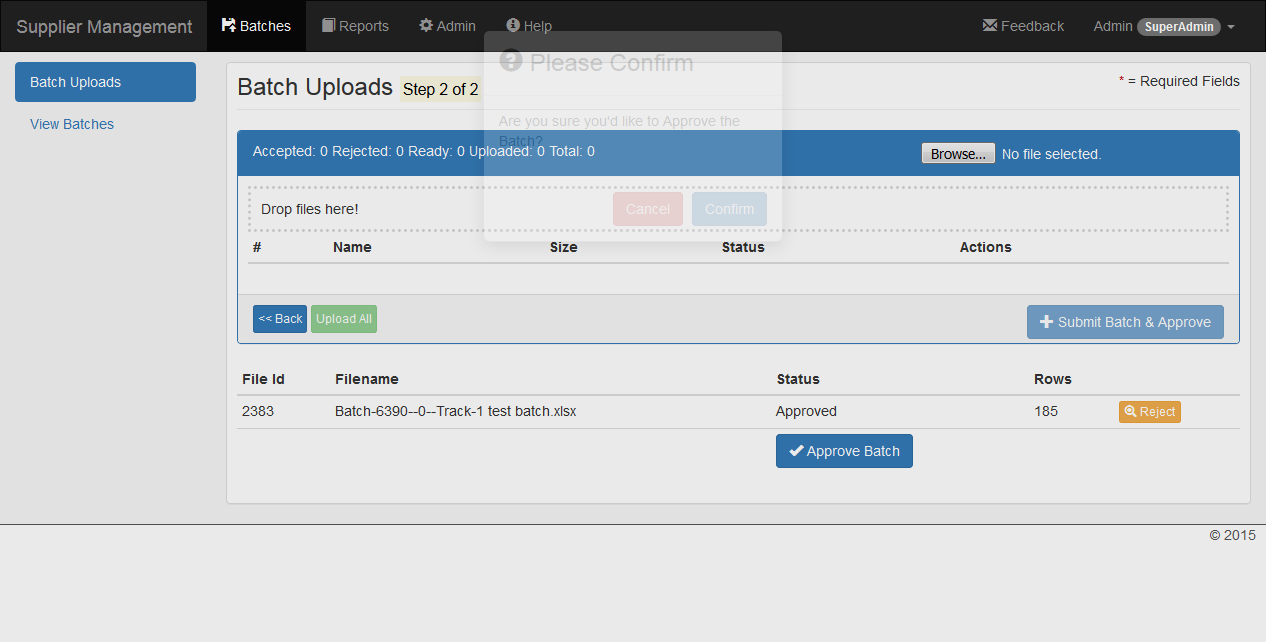 Supplier Management Batches Reports Admin Help Feedback Admin SuperAdmin
Please Confirm
Batch Uploads
View Batches
Batch Uploads Step 2 of 2
* = Required Fields
Are you sure you'd like to Approve the
Batch?
Accepted: 0 Rejected: 0 Ready: 0 Uploaded: 0 Total: 0
Browse... No file selected.
Drop files here!
Cancel Confirm
# Name Size Status Actions
<< Back Upload All Submit Batch & Approve
File Id Filename Status Rows
2383 Batch-6390--0--Track-1 test batch.xlsx Approved 185 Reject
Approve Batch
© 2015